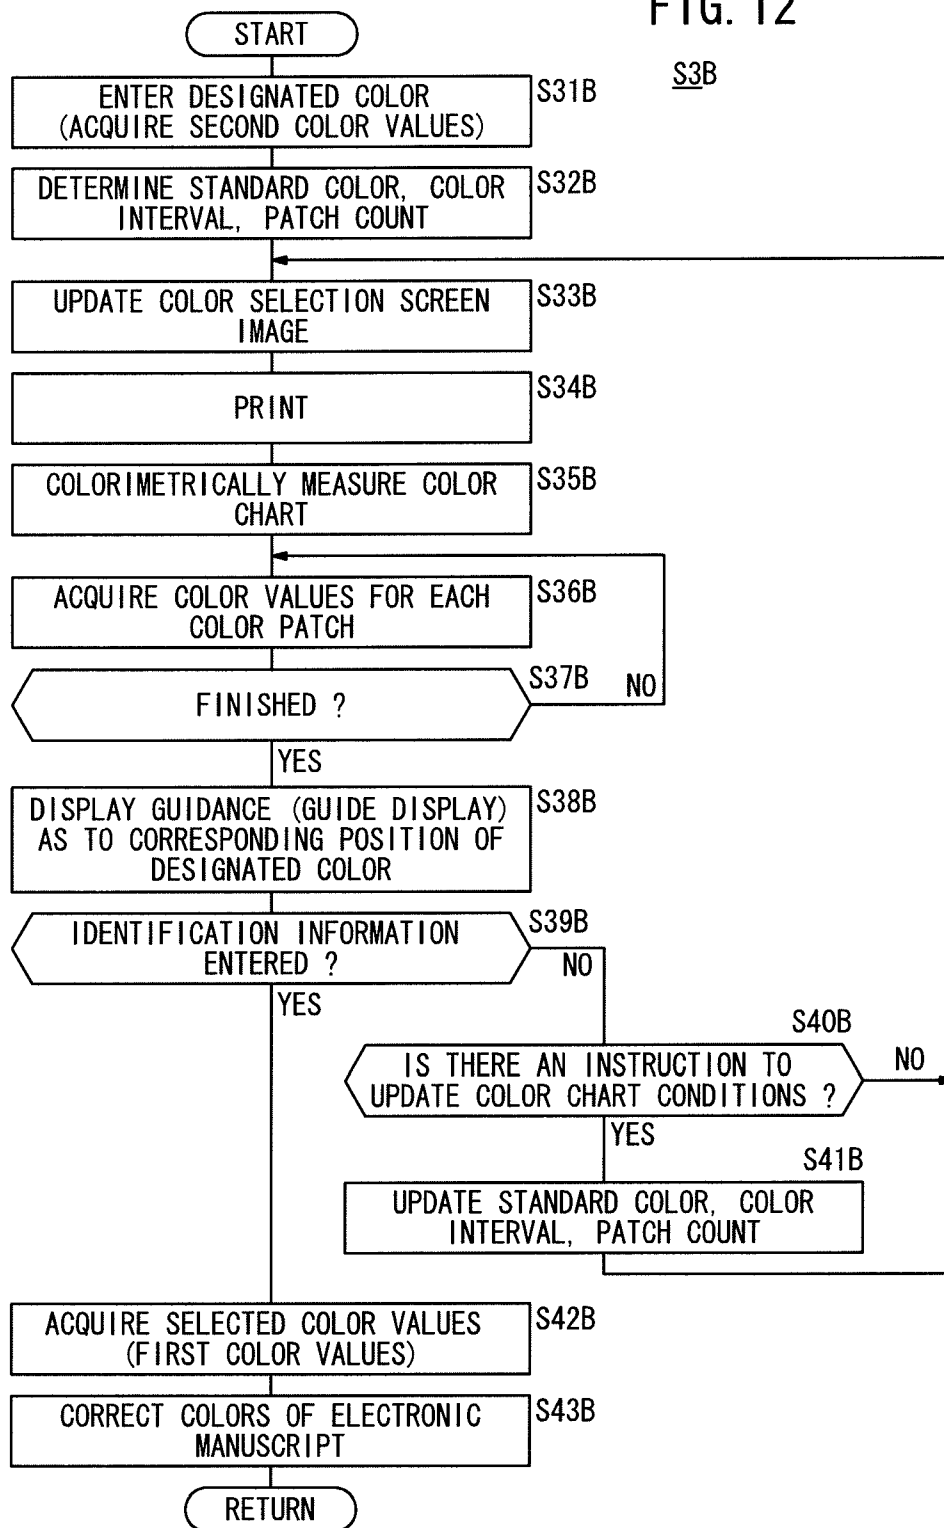 FIG. 12
S3B
START
ENTER DESIGNATED COLOR
(ACQUIRE SECOND COLOR VALUES)
S31B
DETERMINE STANDARD COLOR, COLOR
INTERVAL, PATCH COUNT
S32B
UPDATE COLOR SELECTION SCREEN
IMAGE
S33B
PRINT
S34B
COLORIMETRICALLY MEASURE COLOR
CHART
S35B
ACQUIRE COLOR VALUES FOR EACH
COLOR PATCH
S36B
FINISHED ?
S37B
NO
YES
DISPLAY GUIDANCE (GUIDE DISPLAY)
AS TO CORRESPONDING POSITION OF
DESIGNATED COLOR
S38B
IDENTIFICATION INFORMATION
ENTERED ?
S39B
NO
YES
S40B
IS THERE AN INSTRUCTION TO
UPDATE COLOR CHART CONDITIONS ?
NO
YES
S41B
UPDATE STANDARD COLOR, COLOR
INTERVAL, PATCH COUNT
ACQUIRE SELECTED COLOR VALUES
(FIRST COLOR VALUES)
S42B
CORRECT COLORS OF ELECTRONIC
MANUSCRIPT
S43B
RETURN